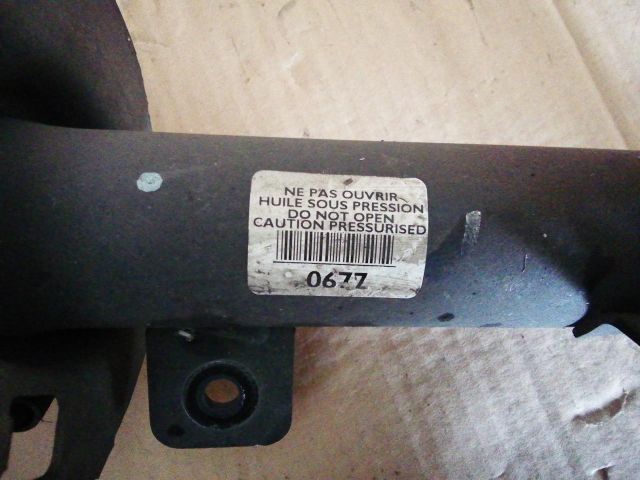 NE PAS OUVRIR
HUILE SOUS PRESSION
DO NOT OPEN
CAUTION PRESSURISED
0677